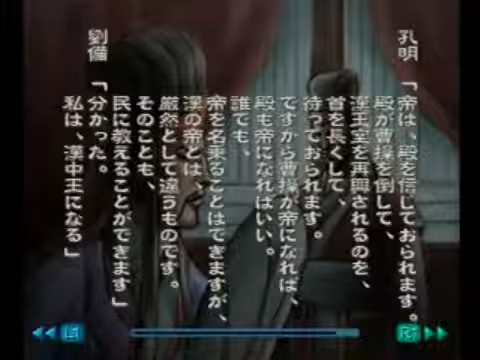 孔明「帝は、殿を信じておられます。
殿が曹操を倒して、
漢王室を再興されるのを、
首を長くして、
待っておられます。
ですから曹操が帝になれば、
殿も帝になればいい。
誰でも、
帝を名乗ることはできますが、
漢の帝とは、
厳然として違うものです。
そのことも、
民に教えることができます」
劉備「分かった。
私は、漢中王になる」
L1
R1